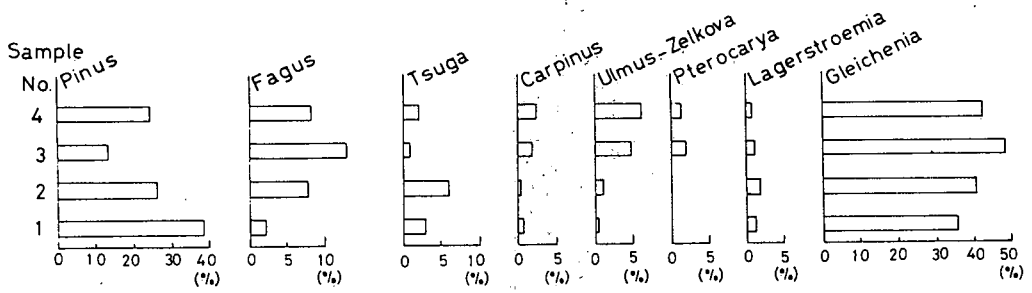 Sample
No.
Pinus
Fagus
Tsuga
Carpinus
Ulmus-Zelkova
Pterocarya
Lagerstroemia
Gleichenia
4
3
2
1
0 10 20 30 40
(%)
0 5 10
(%)
0 5 10
(%)
0 5
(%)
0 5
(%)
0 5
(%)
0 5
(%)
0 10 20 30 40 50
(%)